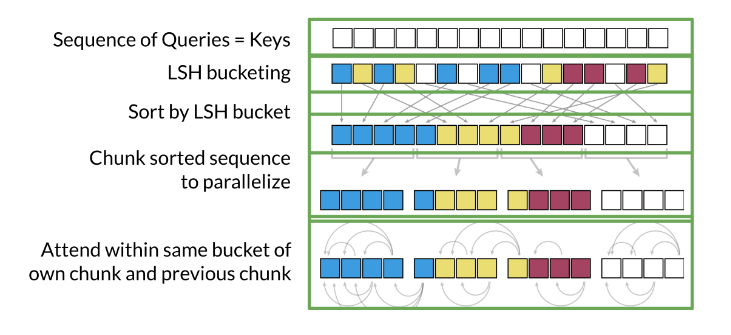 Sequence of Queries = Keys
LSH bucketing
Sort by LSH bucket
Chunk sorted sequence
to parallelize
Attend within same bucket of
own chunk and previous chunk